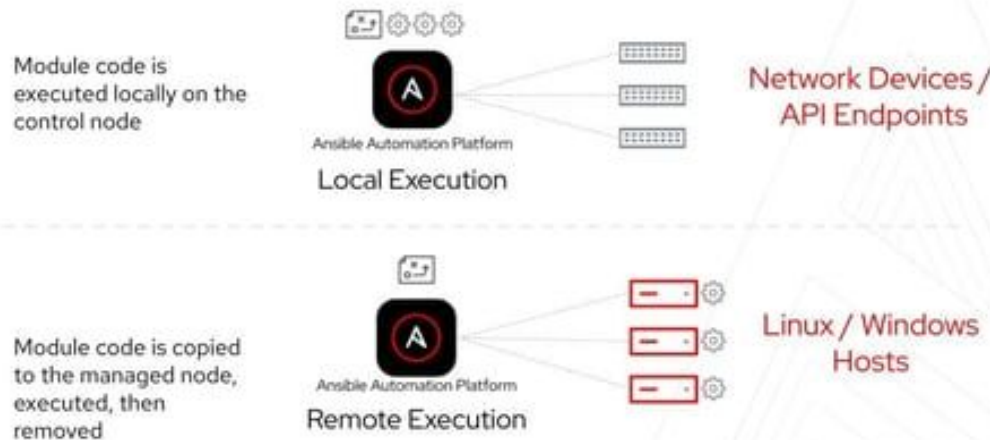 Module code is
executed locally on the
control node
Ansible Automation Platform
Local Execution
Network Devices /
API Endpoints
Module code is copied
to the managed node,
executed, then
removed
Ansible Automation Platform
Remote Execution
Linux / Windows
Hosts